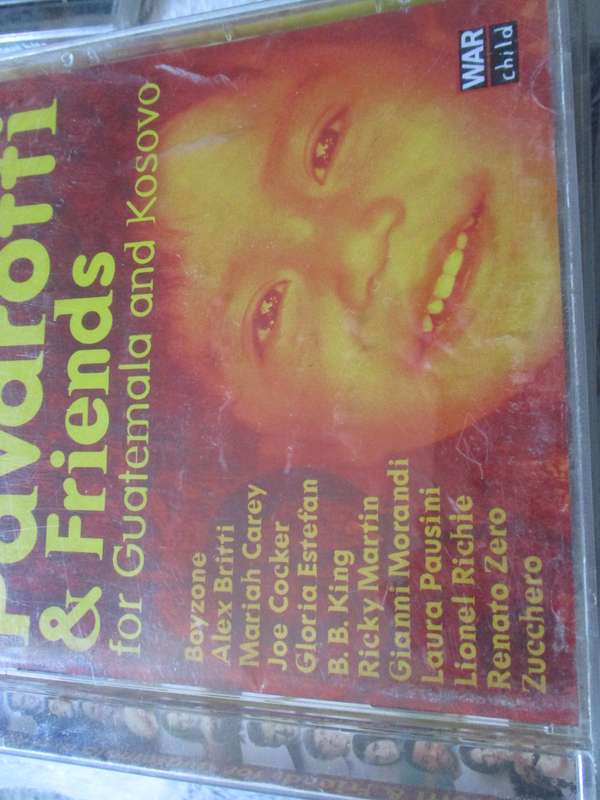 Pavarotti
& Friends
for Guatemala and Kosovo
WAR
child
Boyzone
Alex Britti
Mariah Carey
Joe Cocker
Gloria Estefan
B. B. King
Ricky Martin
Gianni Morandi
Laura Pausini
Lionel Richie
Renato Zero
Zucchero